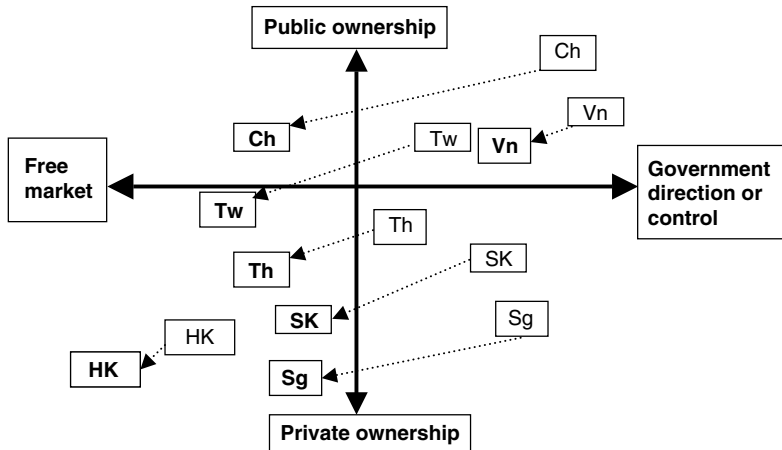 Public ownership
Ch
Ch
Vn
Tw
Vn
Free
market
Government
direction or
control
Tw
Th
Th
SK
SK
Sg
HK
HK
Sg
Private ownership